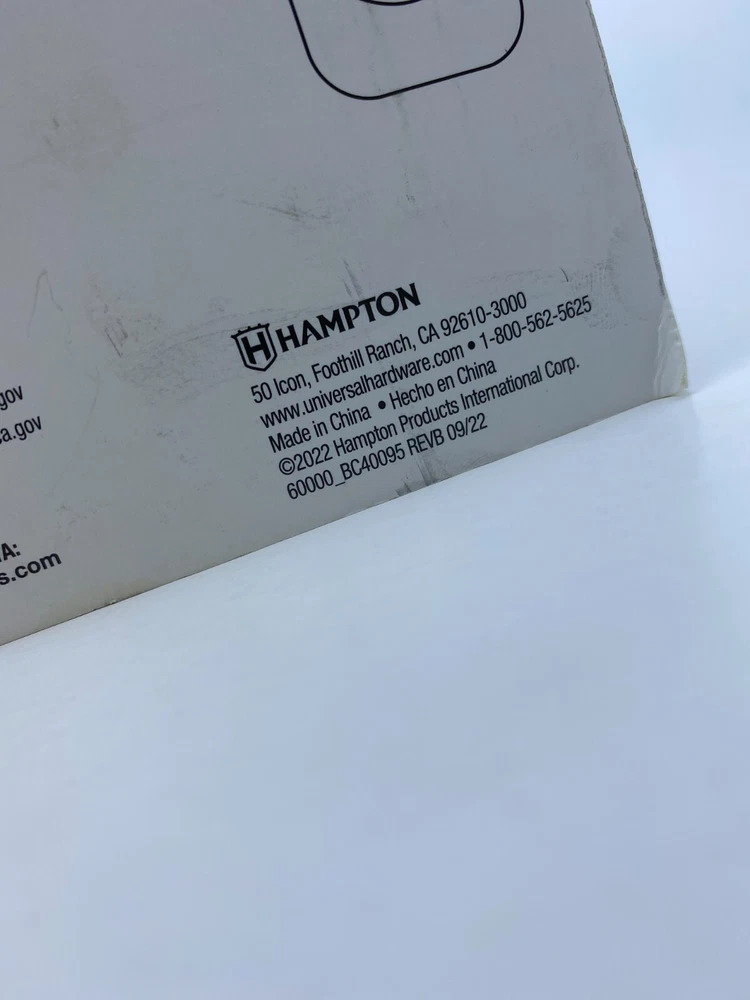 HAMPTON
50 Icon, Foothill Ranch, CA 92610-3000
www.universalhardware.com • 1-800-562-5625
Made in China • Hecho en China
©2022 Hampton Products International Corp.
60000_BC40095 REVB 09/22
.gov
ca.gov
A:
s.com